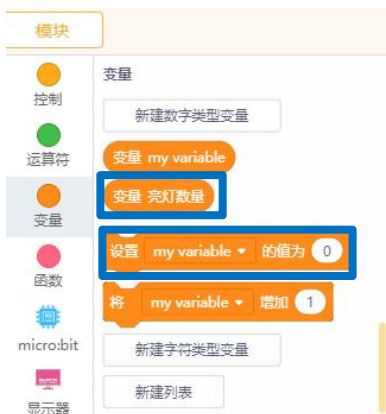 模块
控制
运算符
变量
函数
micro:bit
显示器
变量
新建数字类型变量
变量 my variable
变量 亮灯数量
设置 my variable 的值为 0
将 my variable 增加 1
新建字符类型变量
新建列表